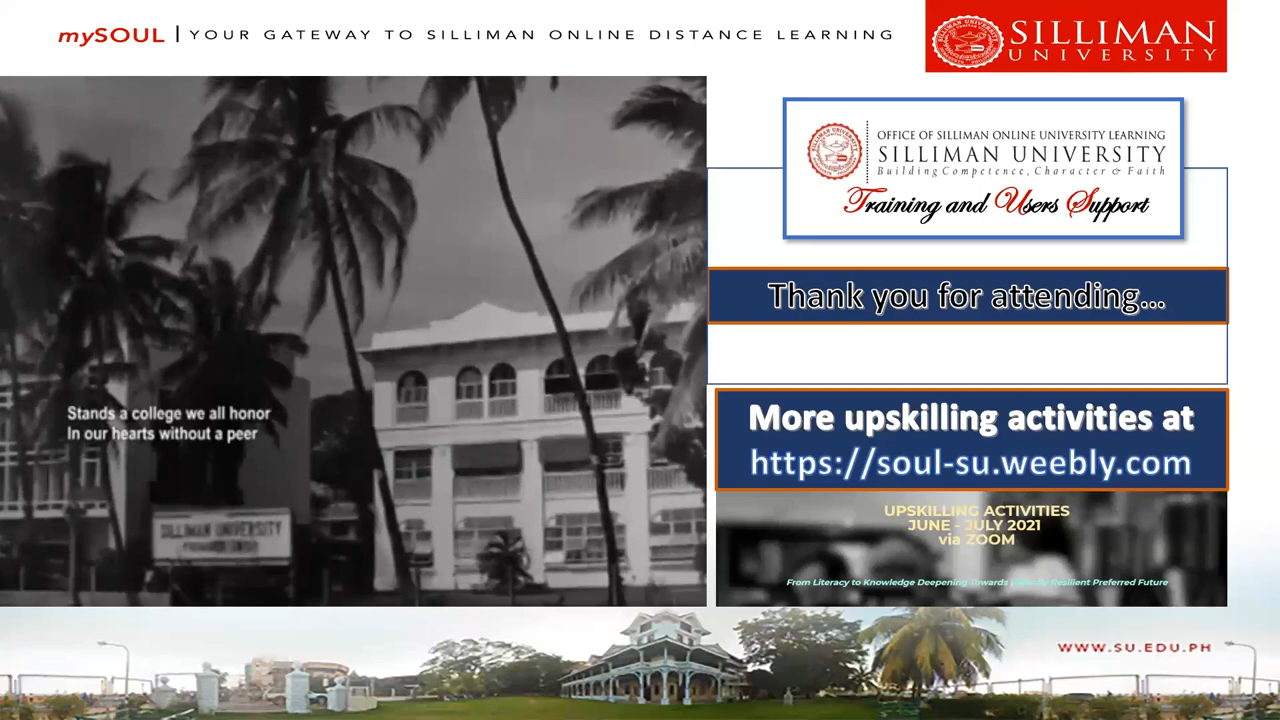 mySOUL | YOUR GATEWAY TO SILLIMAN ONLINE DISTANCE LEARNING
SILLIMAN
UNIVERSITY
OFFICE OF SILLIMAN ONLINE UNIVERSITY LEARNING
SILLIMAN UNIVERSITY
Building Competence, Character & Faith
Training and Users Support
Thank you for attending...
Stands a college we all honor
In our hearts without a peer
SILLIMAN UNIVERSITY
More upskilling activities at
https://soul-su.weebly.com
UPSKILLING ACTIVITIES
JUNE - JULY 2021
via ZOOM
From Literacy to Knowledge Deepening Towards Resilient Preferred Future
WWW.SU.EDU.PH